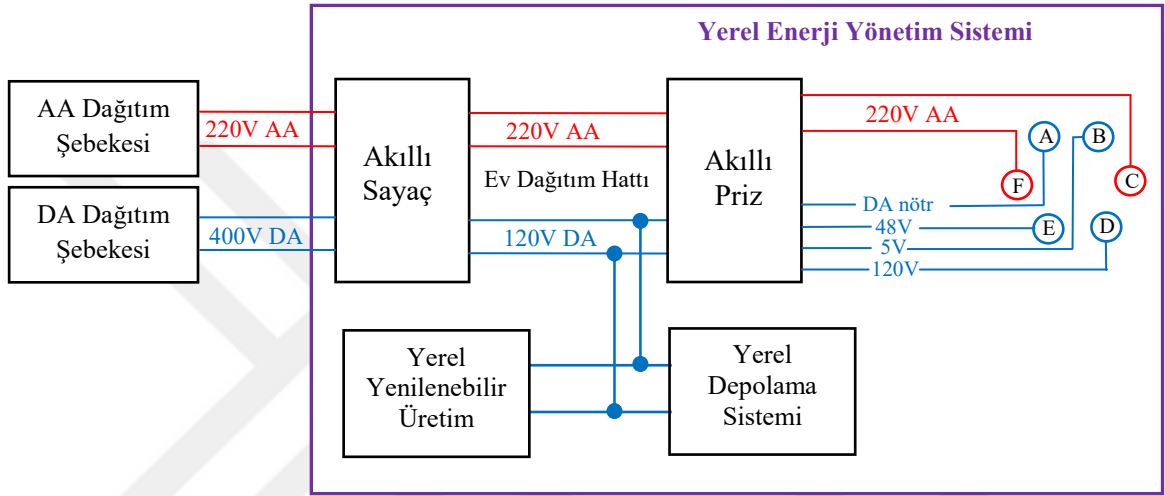 Yerel Enerji Yönetim Sistemi
AA Dağıtım
Şebekesi
220V AA
DA Dağıtım
Şebekesi
400V DA
Akıllı
Sayaç
220V AA
Ev Dağıtım Hattı
120V DA
Akıllı
Priz
220V AA
A
B
F
C
DA nötr
48V
E
D
5V
120V
Yerel
Yenilenebilir
Üretim
Yerel
Depolama
Sistemi